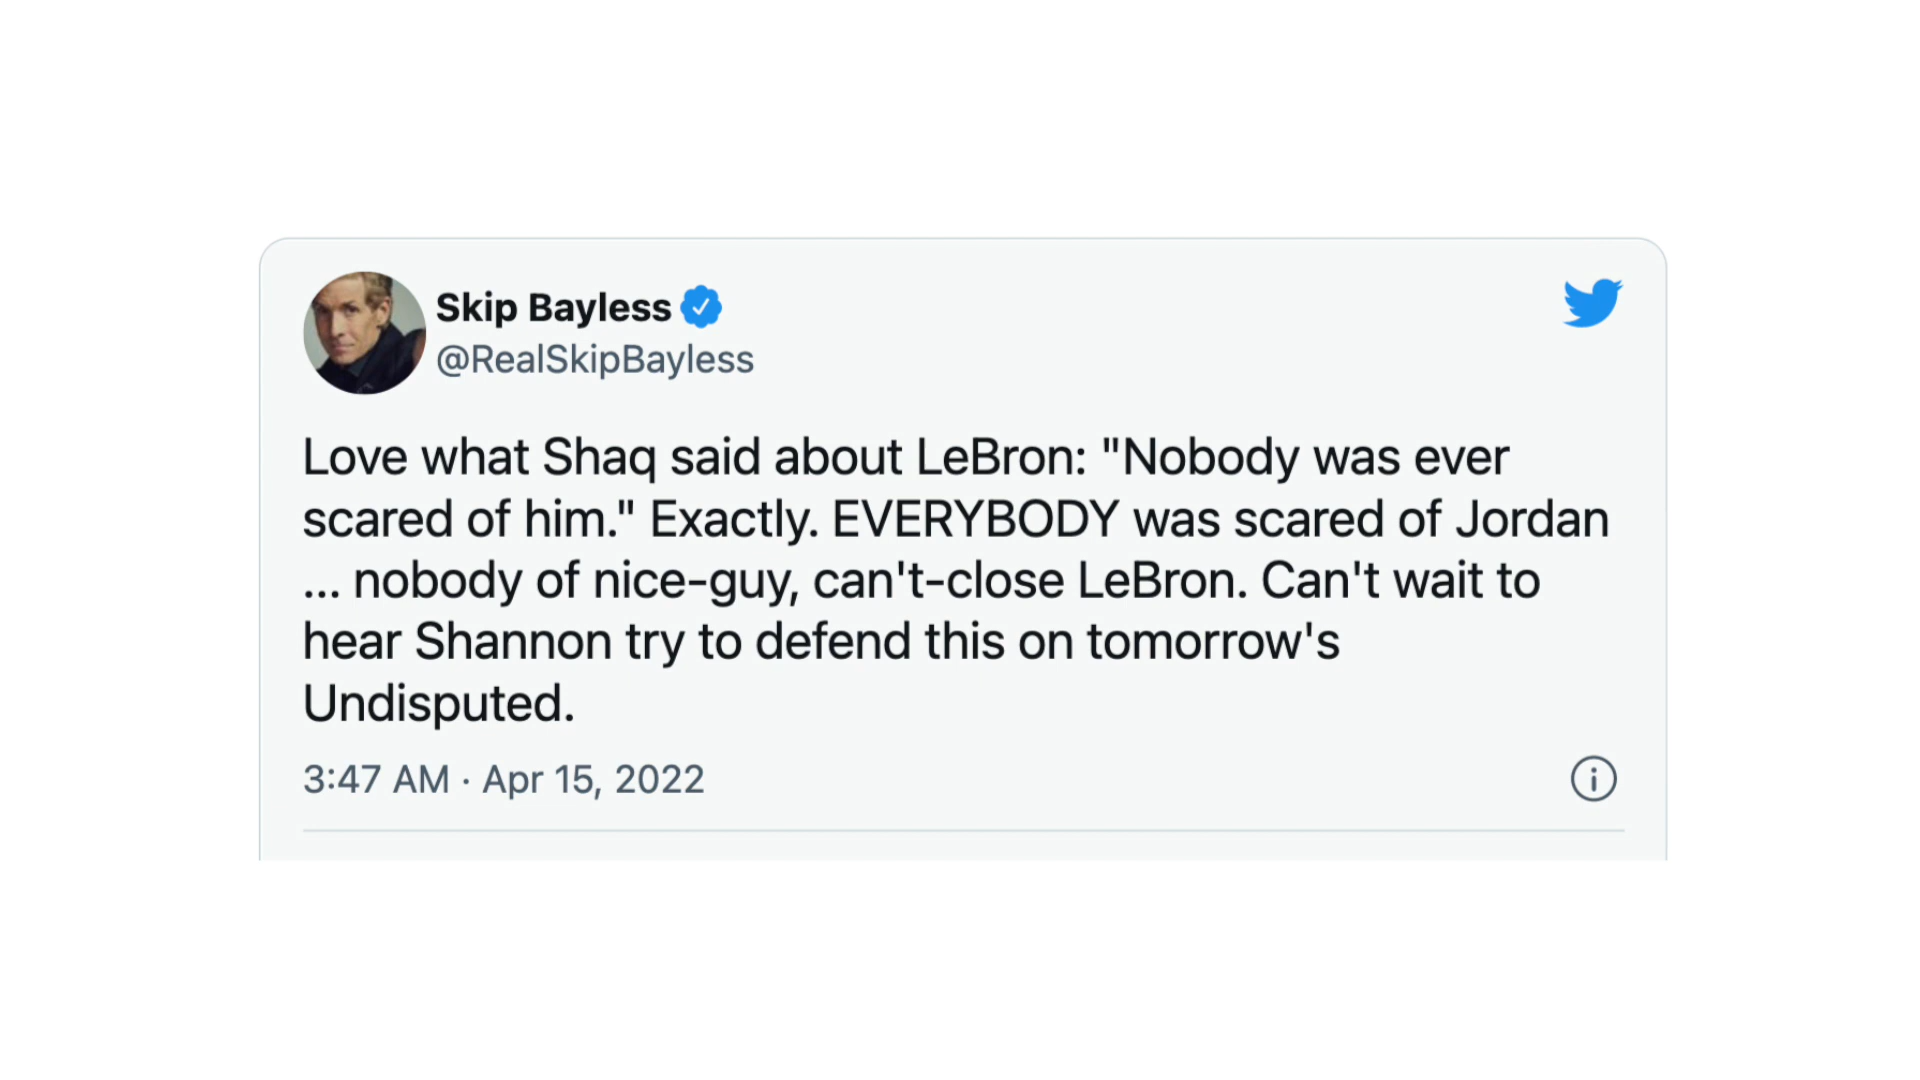 Skip Bayless
@RealSkipBayless
Love what Shaq said about LeBron: "Nobody was ever
scared of him." Exactly. EVERYBODY was scared of Jordan
... nobody of nice-guy, can't-close LeBron. Can't wait to
hear Shannon try to defend this on tomorrow's
Undisputed.
3:47 AM · Apr 15, 2022